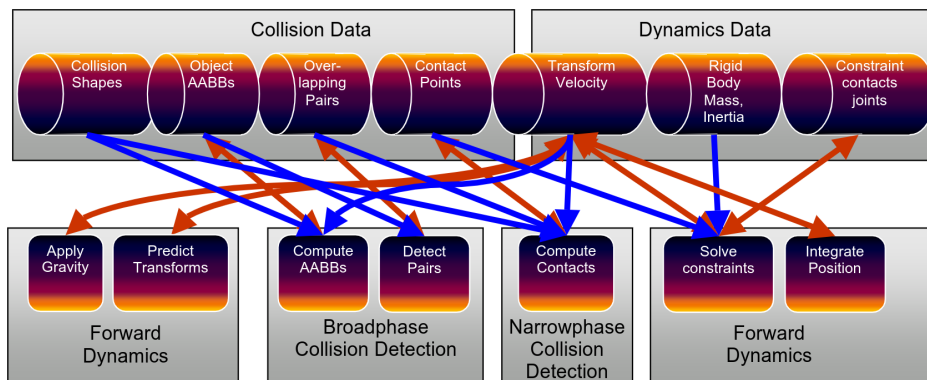 Collision Data
Dynamics Data
Collision
Shapes
Object
AABBs
Over-
lapping
Pairs
Contact
Points
Transform
Velocity
Rigid
Body
Mass,
Inertia
Constraint
contacts
joints
Apply
Gravity
Predict
Transforms
Compute
AABBs
Detect
Pairs
Compute
Contacts
Solve
constraints
Integrate
Position
Forward
Dynamics
Broadphase
Collision Detection
Narrowphase
Collision
Detection
Forward
Dynamics